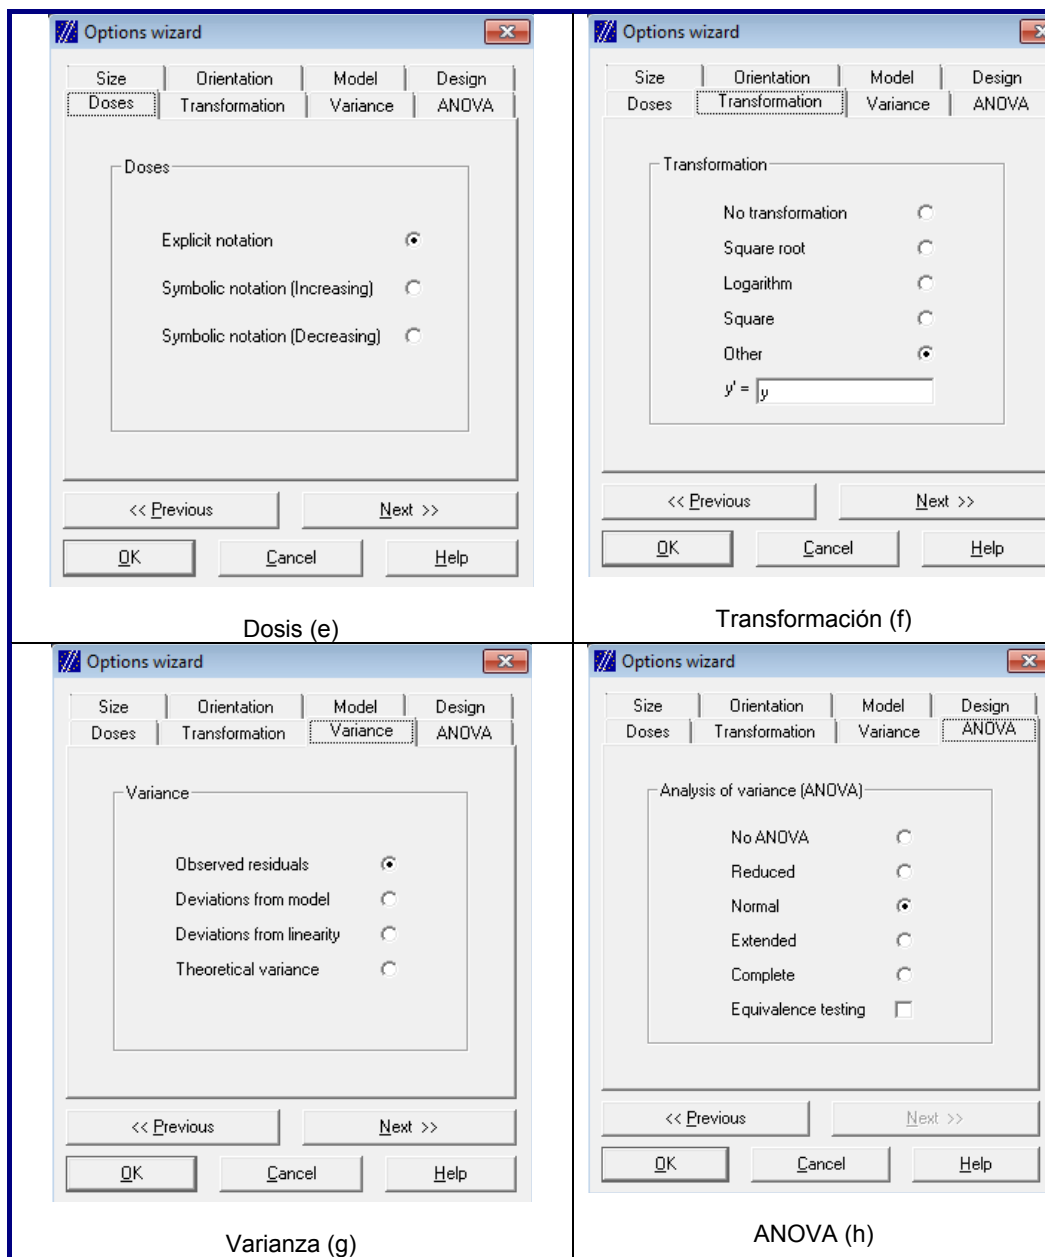 Options wizard
Size Orientation Model Design
Doses Transformation Variance ANOVA
Doses
Explicit notation
Symbolic notation (Increasing)
Symbolic notation (Decreasing)
<< Previous Next >>
OK Cancel Help
Dosis (e)
Options wizard
Size Orientation Model Design
Doses Transformation Variance ANOVA
Transformation
No transformation
Square root
Logarithm
Square
Other
y' = y
<< Previous Next >>
OK Cancel Help
Transformación (f)
Options wizard
Size Orientation Model Design
Doses Transformation Variance ANOVA
Variance
Observed residuals
Deviations from model
Deviations from linearity
Theoretical variance
<< Previous Next >>
OK Cancel Help
Varianza (g)
Options wizard
Size Orientation Model Design
Doses Transformation Variance ANOVA
Analysis of variance (ANOVA)
No ANOVA
Reduced
Normal
Extended
Complete
Equivalence testing
<< Previous Next >>
OK Cancel Help
ANOVA (h)